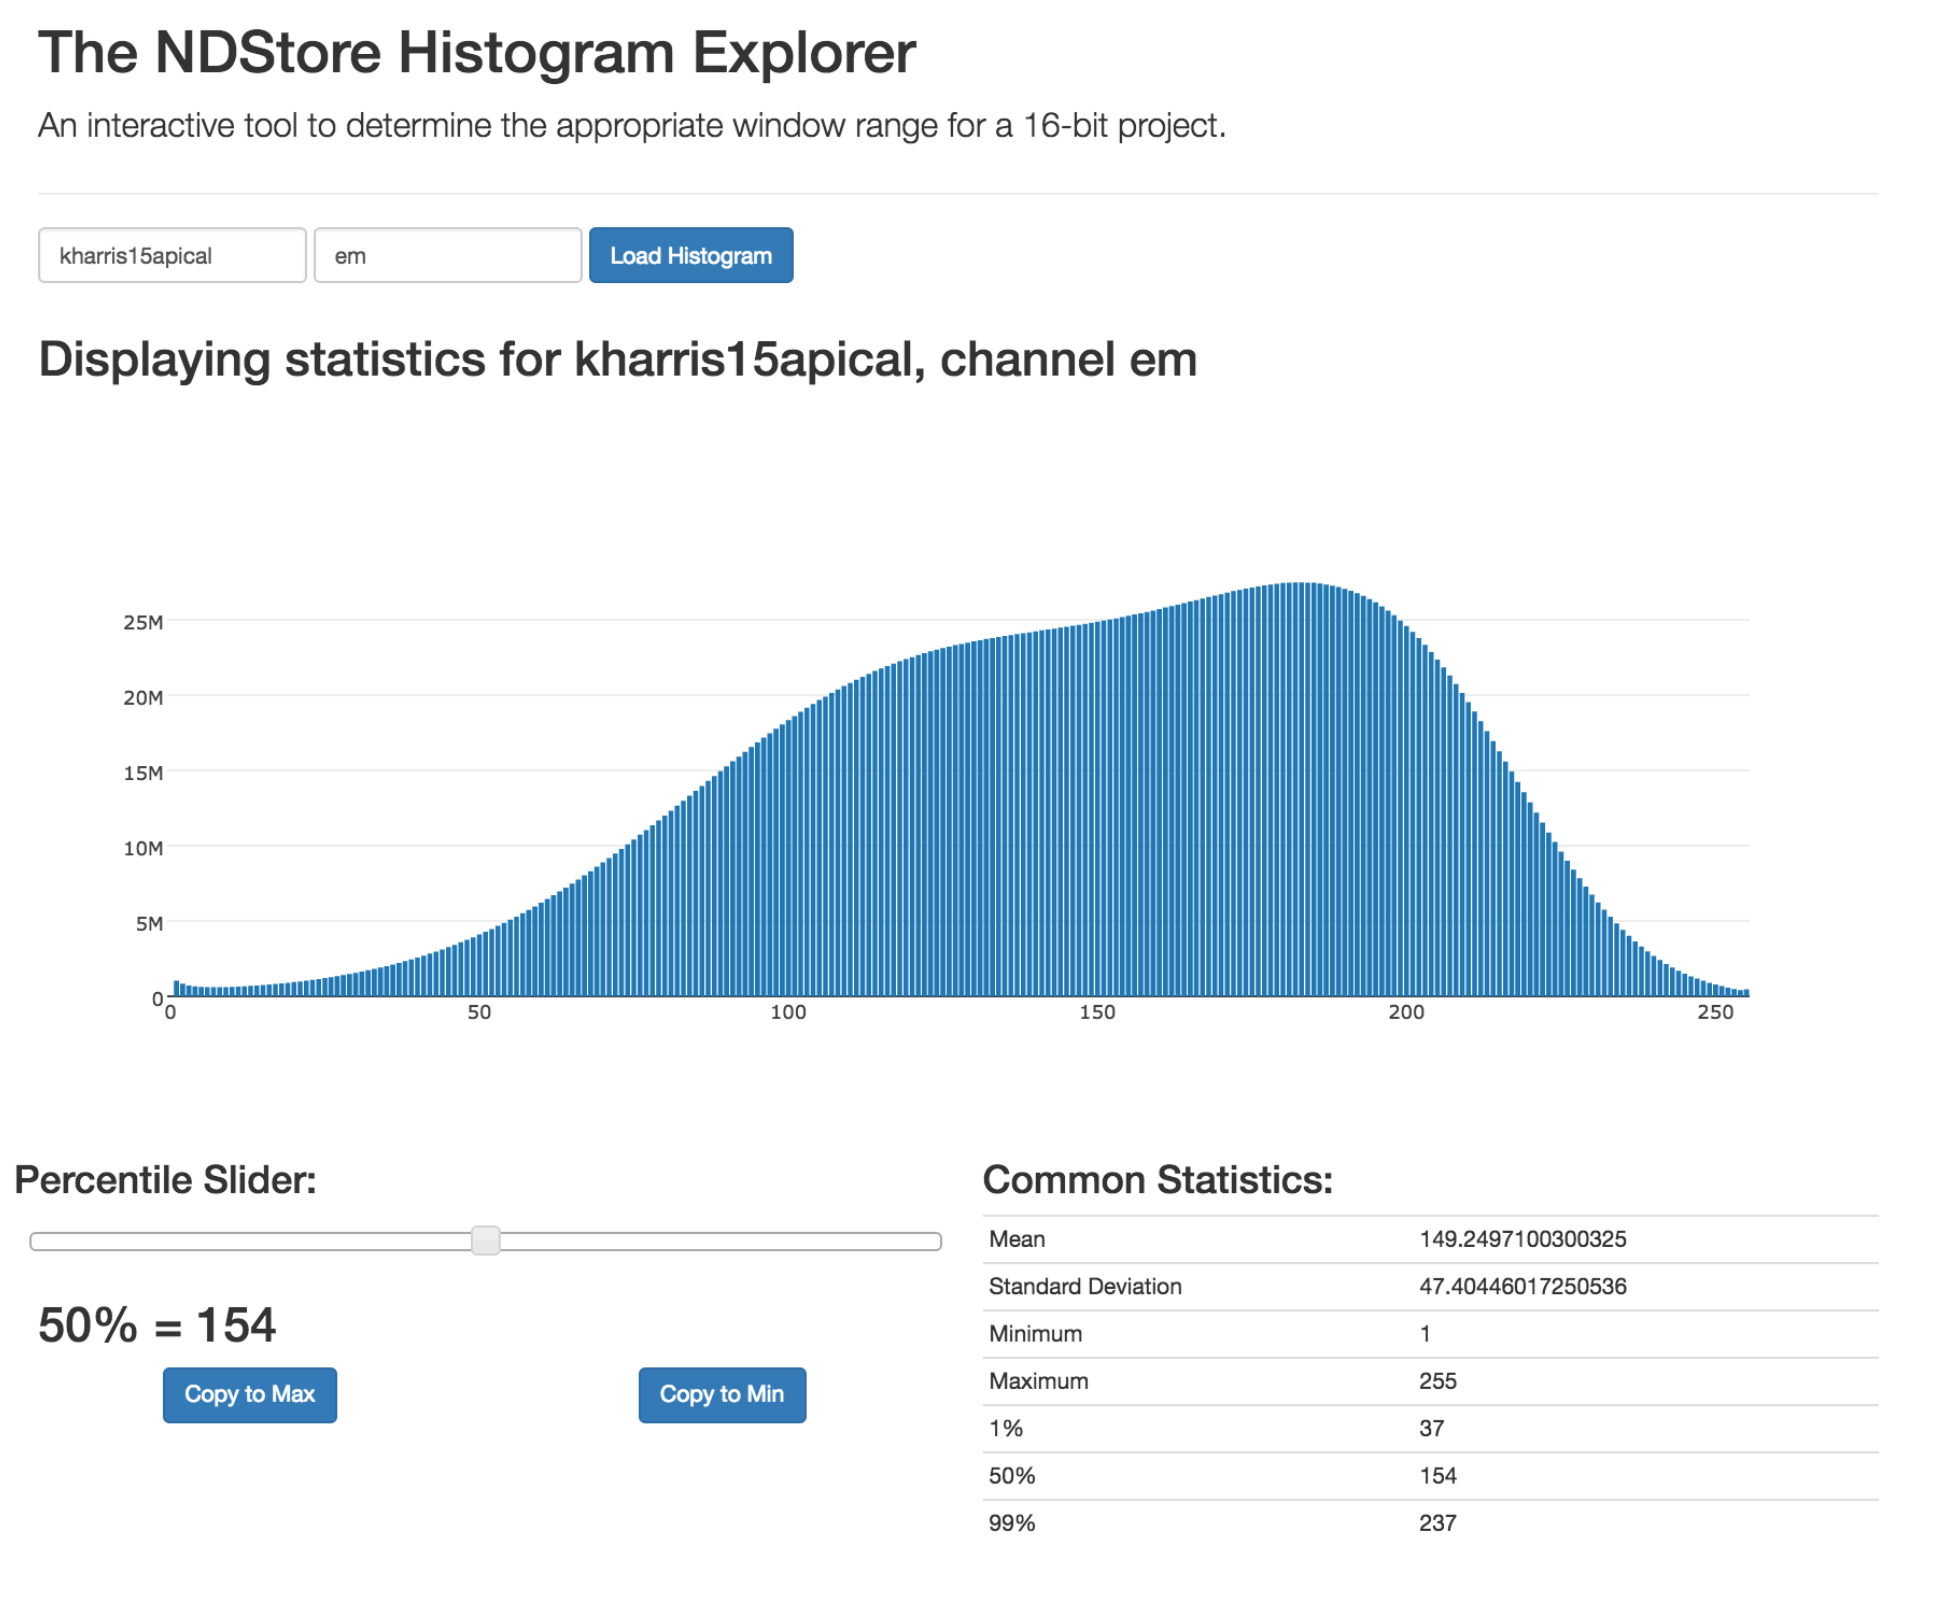 The NDStore Histogram Explorer
An interactive tool to determine the appropriate window range for a 16-bit project.
kharris15apical em Load Histogram
Displaying statistics for kharris15apical, channel em
25M
20M
15M
10M
5M
0
0 50 100 150 200 250
Percentile Slider:
50% = 154
Copy to Max Copy to Min
Common Statistics:
Mean 149.2497100300325
Standard Deviation 47.40446017250536
Minimum 1
Maximum 255
1% 37
50% 154
99% 237